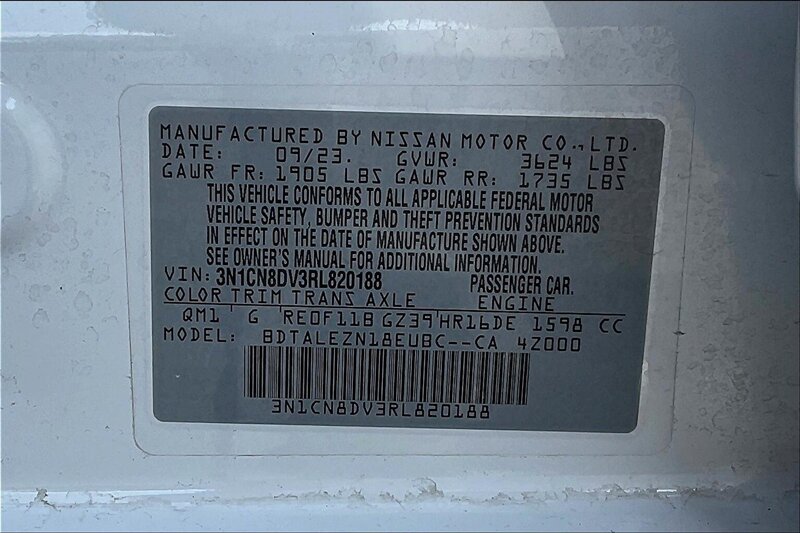 MANUFACTURED BY NISSAN MOTOR CO., LTD.
DATE: 09/23. GVWR: 3624 LBS
GAWR FR: 1905 LBS GAWR RR: 1735 LBS
THIS VEHICLE CONFORMS TO ALL APPLICABLE FEDERAL MOTOR
VEHICLE SAFETY, BUMPER AND THEFT PREVENTION STANDARDS
IN EFFECT ON THE DATE OF MANUFACTURE SHOWN ABOVE.
SEE OWNER'S MANUAL FOR ADDITIONAL INFORMATION.
VIN: 3N1CN8DV3RL820188 PASSENGER CAR.
COLOR TRIM TRANS AXLE ENGINE
QM1 G RE0F11B GZ39 HR16DE 1598 CC
MODEL: BDTALEZN18EUBC--CA 4Z000
3N1CN8DV3RL820188